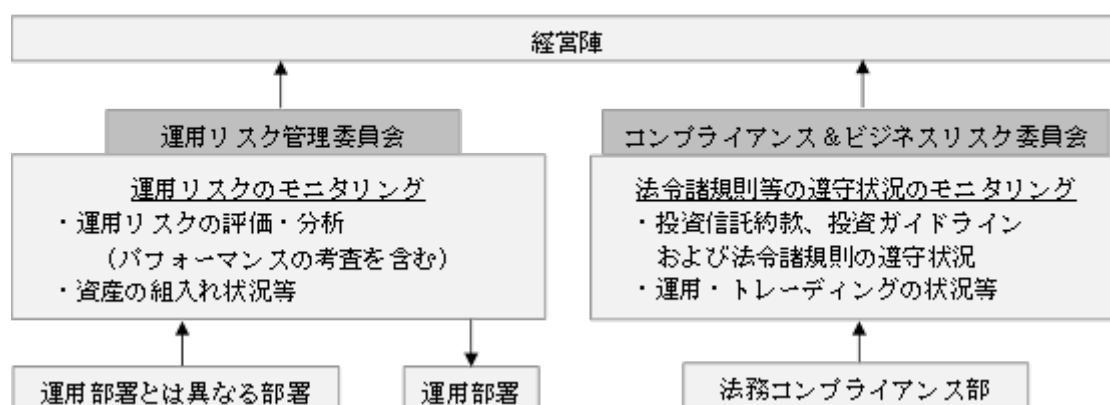 経営陣
運用リスク管理委員会
運用リスクのモニタリング
・運用リスクの評価・分析
（パフォーマンスの考査を含む）
・資産の組入れ状況等
コンプライアンス＆ビジネスリスク委員会
法令諸規則等の遵守状況のモニタリング
・投資信託約款、投資ガイドライン
および法令諸規則の遵守状況
・運用・トレーディングの状況等
運用部署とは異なる部署
運用部署
法務コンプライアンス部